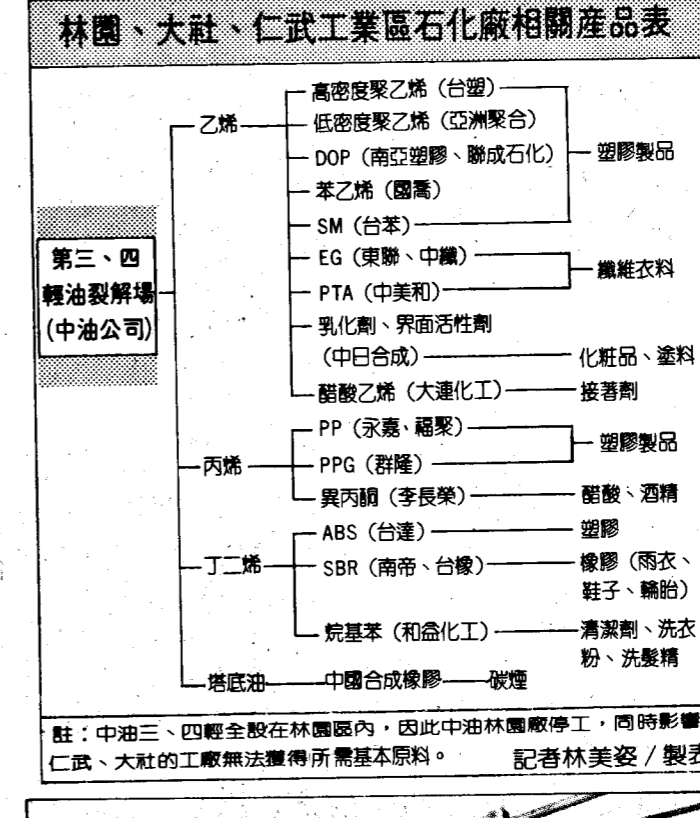 林園、大社、仁武工業區石化廠相關產品表
第三、四
輕油裂解場
(中油公司)
乙烯
高密度聚乙烯（台塑）
低密度聚乙烯（亞洲聚合）
DOP（南亞塑膠、聯成石化）
苯乙烯（國喬）
SM（台苯）
塑膠製品
EG（東聯、中纖）
PTA（中美和）
纖維衣料
乳化劑、界面活性劑
（中日合成） 化粧品、塗料
醋酸乙烯（大連化工） 接著劑
丙烯
PP（永嘉、福聚）
PPG（群隆）
塑膠製品
異丙酮（李長榮） 醋酸、酒精
丁二烯
ABS（台達） 塑膠
SBR（南帝、台橡） 橡膠（雨衣、
鞋子、輪胎）
烷基苯（和益化工） 清潔劑、洗衣
粉、洗髮精
塔底油 中國合成橡膠 碳煙
註：中油三、四輕全設在林園區內，因此中油林園廠停工，同時影響
仁武、大社的工廠無法獲得所需基本原料。 記者林美姿／製表